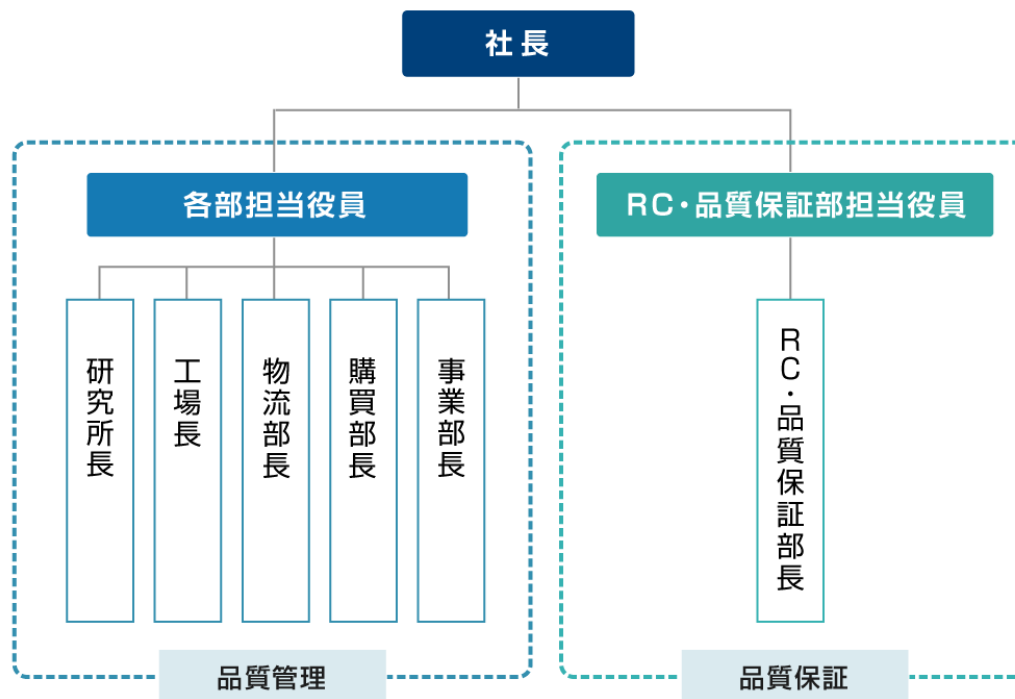 社長
各部担当役員
RC・品質保証部担当役員
研究所長
工場長
物流部長
購買部長
事業部長
RC・品質保証部長
品質管理
品質保証